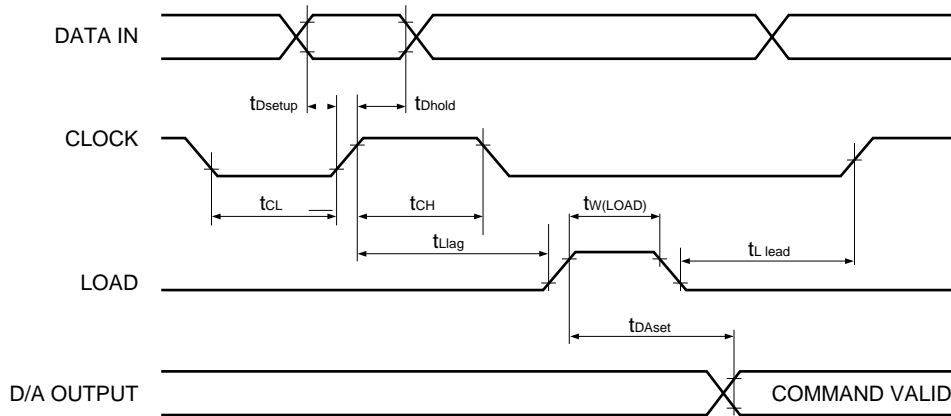 DATA IN
tDsetup
tDhold
CLOCK
tCL
tCH
tW(LOAD)
tLlag
tL lead
LOAD
tDAset
D/A OUTPUT
COMMAND VALID